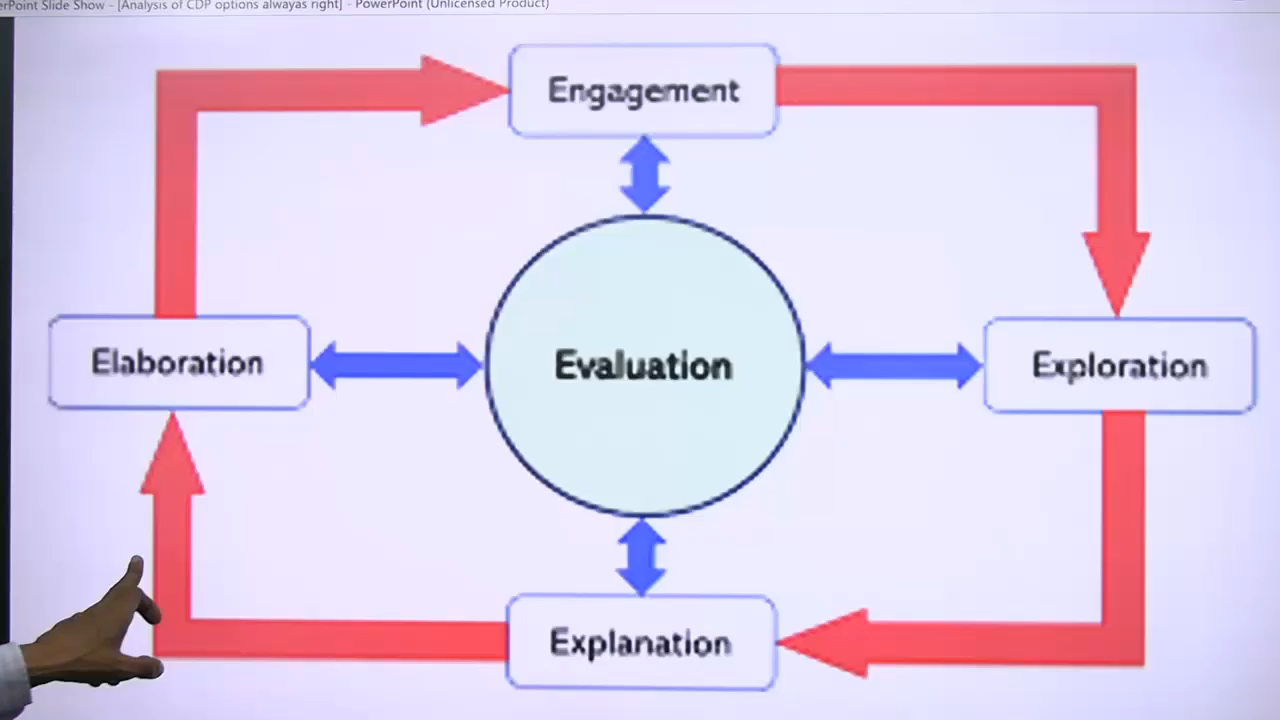 erPoint Slide Show - [Analysis of CDP options alwayas right] - PowerPoint (Unlicensed Product)
Engagement
Elaboration
Evaluation
Exploration
Explanation